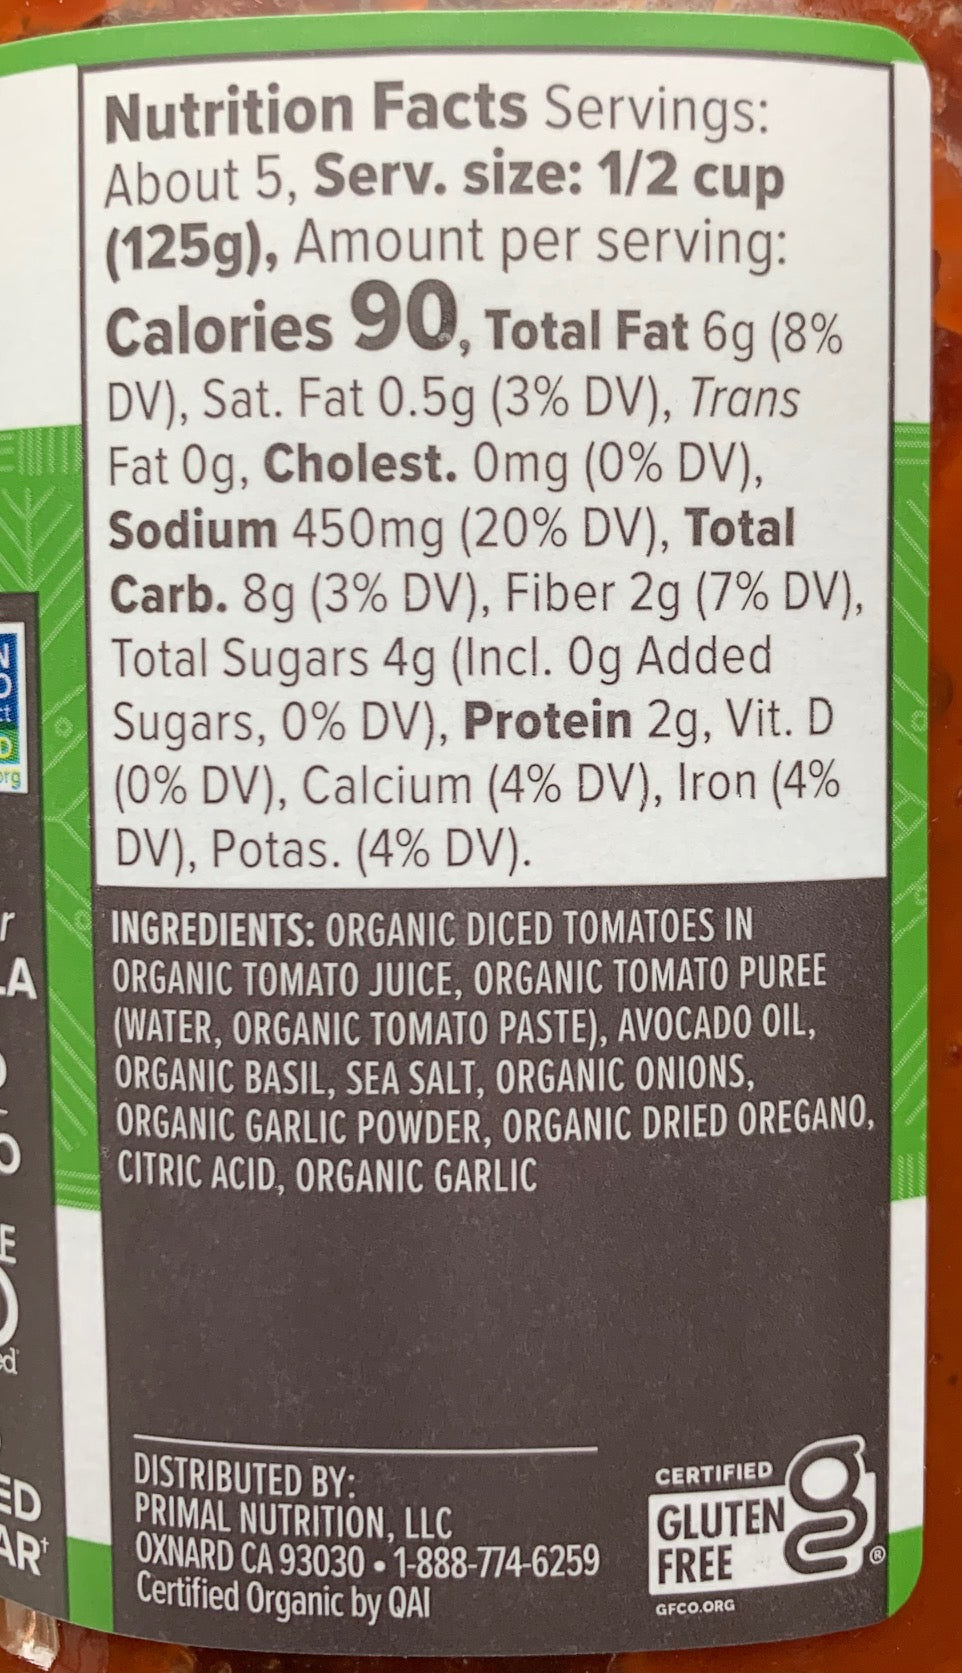 Nutrition Facts Servings:
About 5, Serv. size: 1/2 cup
(125g), Amount per serving:
Calories 90, Total Fat 6g (8%
DV), Sat. Fat 0.5g (3% DV), Trans
Fat 0g, Cholest. 0mg (0% DV),
Sodium 450mg (20% DV), Total
Carb. 8g (3% DV), Fiber 2g (7% DV),
Total Sugars 4g (Incl. 0g Added
Sugars, 0% DV), Protein 2g, Vit. D
(0% DV), Calcium (4% DV), Iron (4%
DV), Potas. (4% DV).
INGREDIENTS: ORGANIC DICED TOMATOES IN
ORGANIC TOMATO JUICE, ORGANIC TOMATO PUREE
(WATER, ORGANIC TOMATO PASTE), AVOCADO OIL,
ORGANIC BASIL, SEA SALT, ORGANIC ONIONS,
ORGANIC GARLIC POWDER, ORGANIC DRIED OREGANO,
CITRIC ACID, ORGANIC GARLIC
DISTRIBUTED BY:
PRIMAL NUTRITION, LLC
OXNARD CA 93030 • 1-888-774-6259
Certified Organic by QAI
CERTIFIED
GLUTEN
FREE
g
®
GFCO.ORG